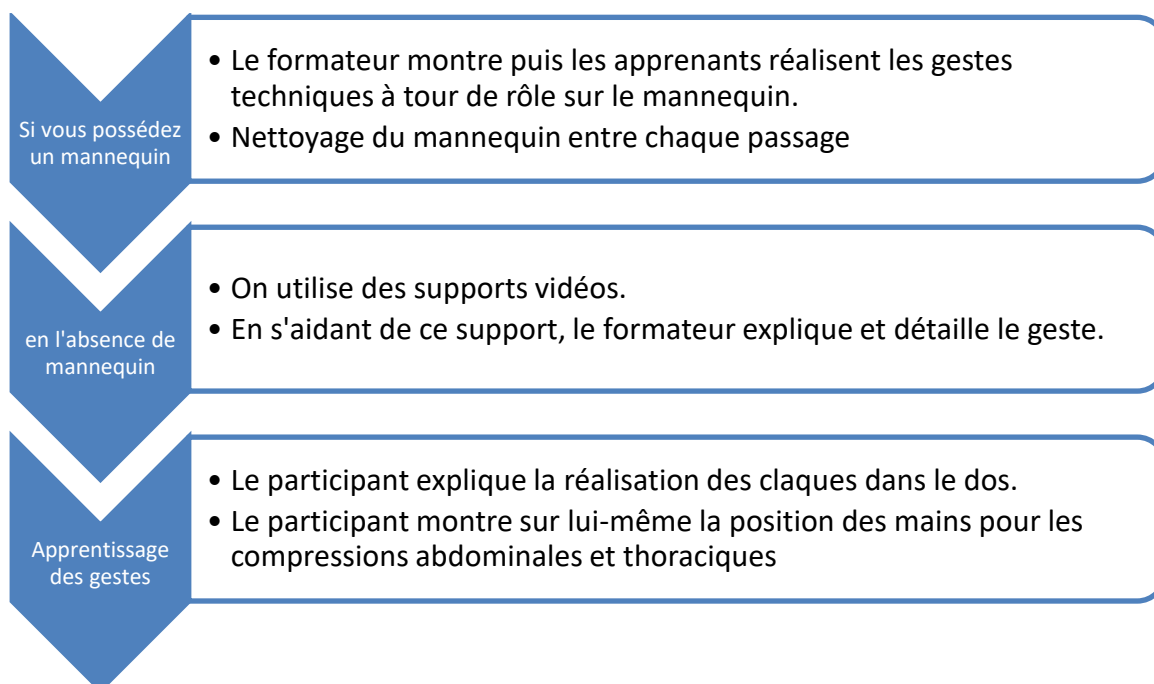 Si vous possédez
un mannequin
• Le formateur montre puis les apprenants réalisent les gestes
techniques à tour de rôle sur le mannequin.
• Nettoyage du mannequin entre chaque passage
en l'absence de
mannequin
• On utilise des supports vidéos.
• En s'aidant de ce support, le formateur explique et détaille le geste.
Apprentissage
des gestes
• Le participant explique la réalisation des claques dans le dos.
• Le participant montre sur lui-même la position des mains pour les
compressions abdominales et thoraciques